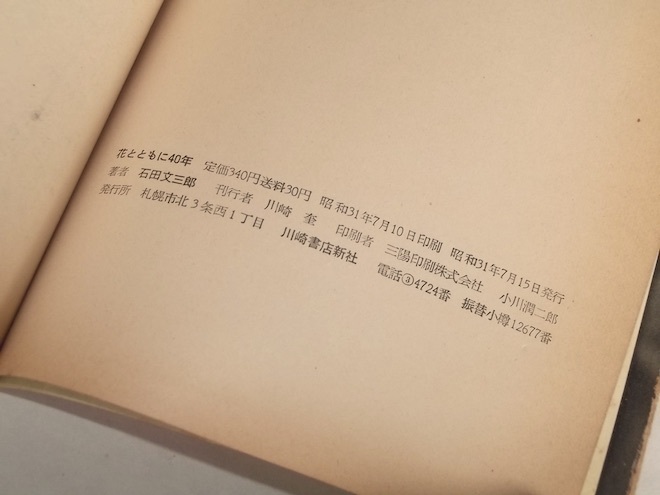 花とともに40年 定価340円送料30円 昭和31年7月10日印刷 昭和31年7月15日発行
著者 石田文三郎 刊行者 川崎 奎 印刷者 三陽印刷株式会社 小川潤二郎
発行所 札幌市北3条西1丁目 川崎書店新社 電話③4724番 振替小樽12677番